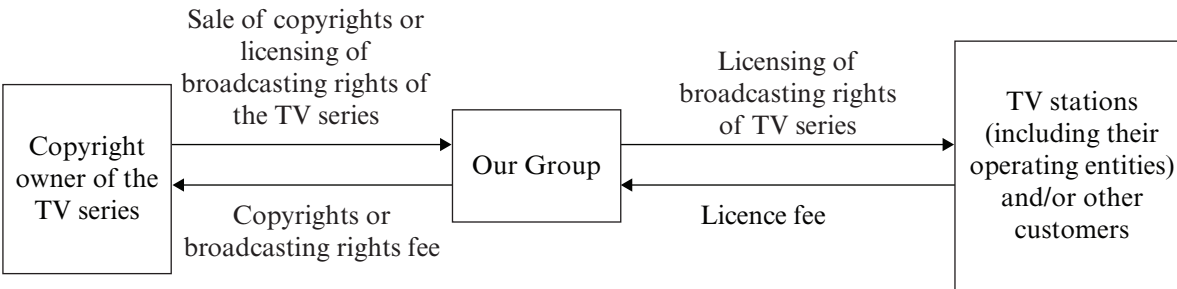 Sale of copyrights or
licensing of
broadcasting rights of
the TV series
Licensing of
broadcasting rights
of TV series
Copyright
owner of the
TV series
Our Group
TV stations
(including their
operating entities)
and/or other
customers
Copyrights or
broadcasting rights fee
Licence fee